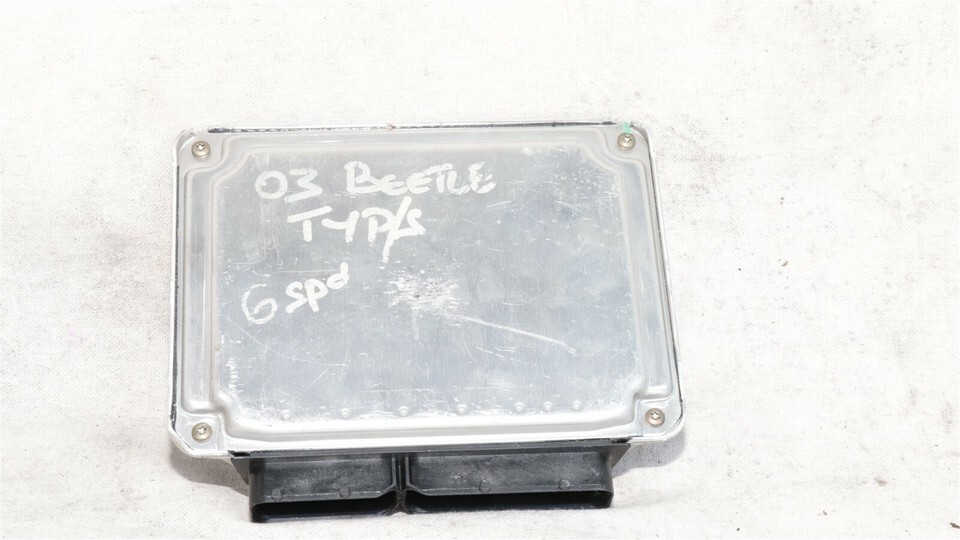 03 BEETLE
TYP/S
6 spd